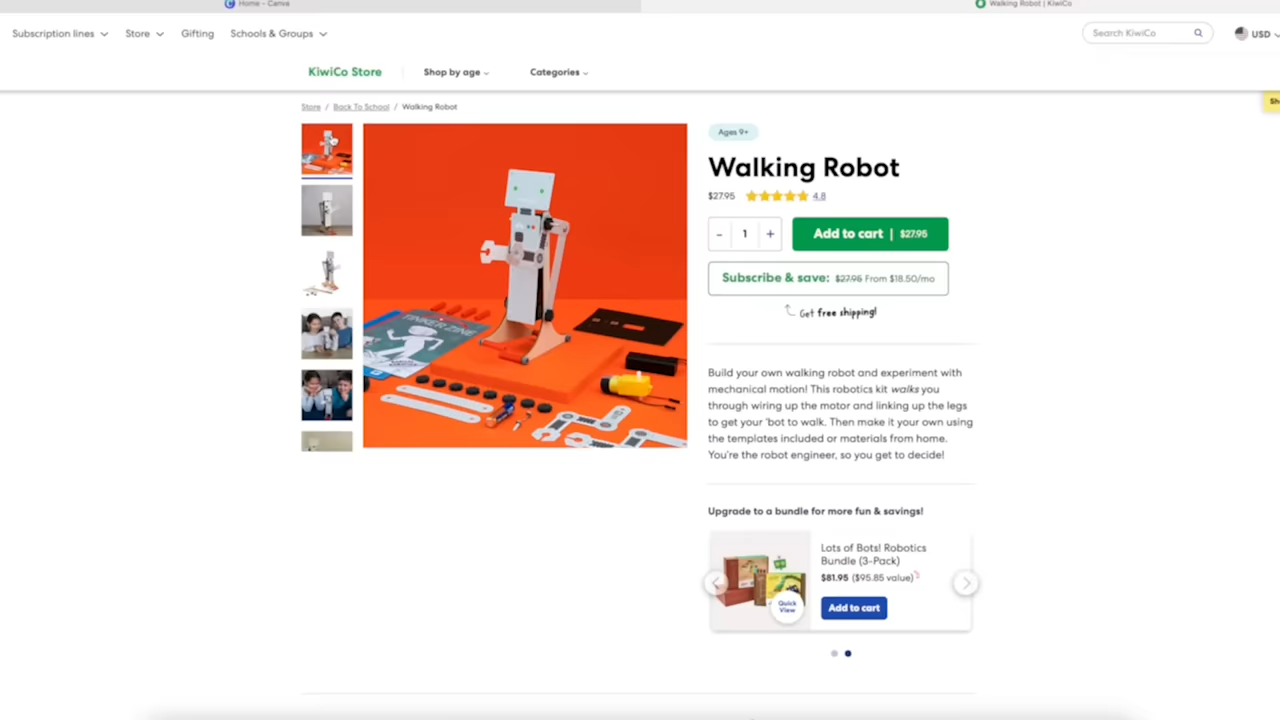 Home - Canva
Walking Robot | KiwiCo
Subscription lines
Store
Gifting
Schools & Groups
Search KiwiCo
USD
KiwiCo Store
Shop by age
Categories
Store / Back To School / Walking Robot
Ages 9+
Walking Robot
$27.95
4.8
- 1 +
Add to cart | $27.95
Subscribe & save: $27.95 From $18.50/mo
Get free shipping!
TINKER ZINE
Build your own walking robot and experiment with
mechanical motion! This robotics kit walks you
through wiring up the motor and linking up the legs
to get your 'bot to walk. Then make it your own using
the templates included or materials from home.
You're the robot engineer, so you get to decide!
Upgrade to a bundle for more fun & savings!
Lots of Bots! Robotics
Bundle (3-Pack)
$81.95 ($95.85 value)
Quick
View
Add to cart